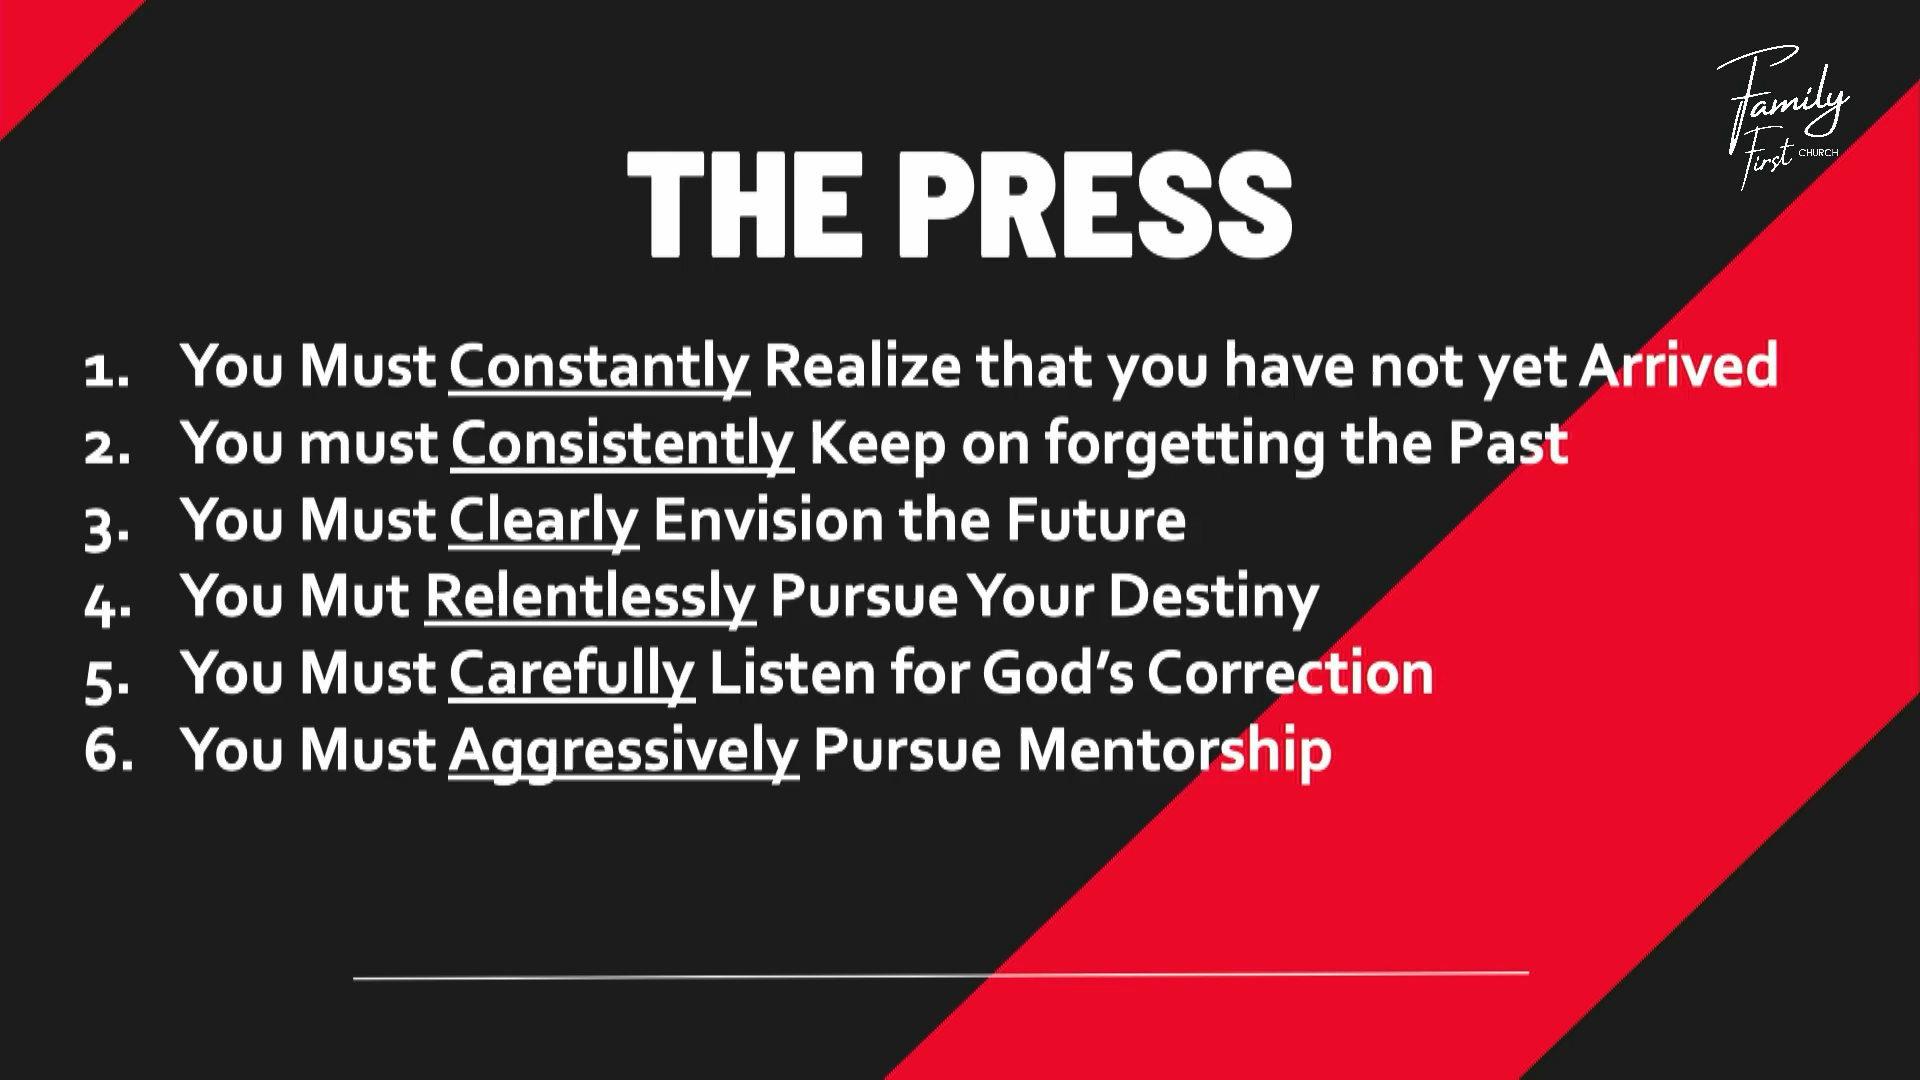 Family
First CHURCH
THE PRESS
1. You Must Constantly Realize that you have not yet Arrived
2. You must Consistently Keep on forgetting the Past
3. You Must Clearly Envision the Future
4. You Mut Relentlessly Pursue Your Destiny
5. You Must Carefully Listen for God’s Correction
6. You Must Aggressively Pursue Mentorship